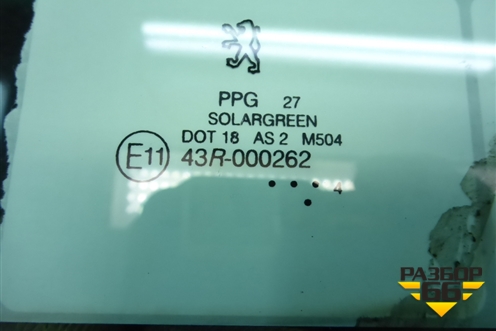 PPG 27
SOLARGREEN
DOT 18 AS 2 M504
E11 43R-000262
4
РАЗБОР
66